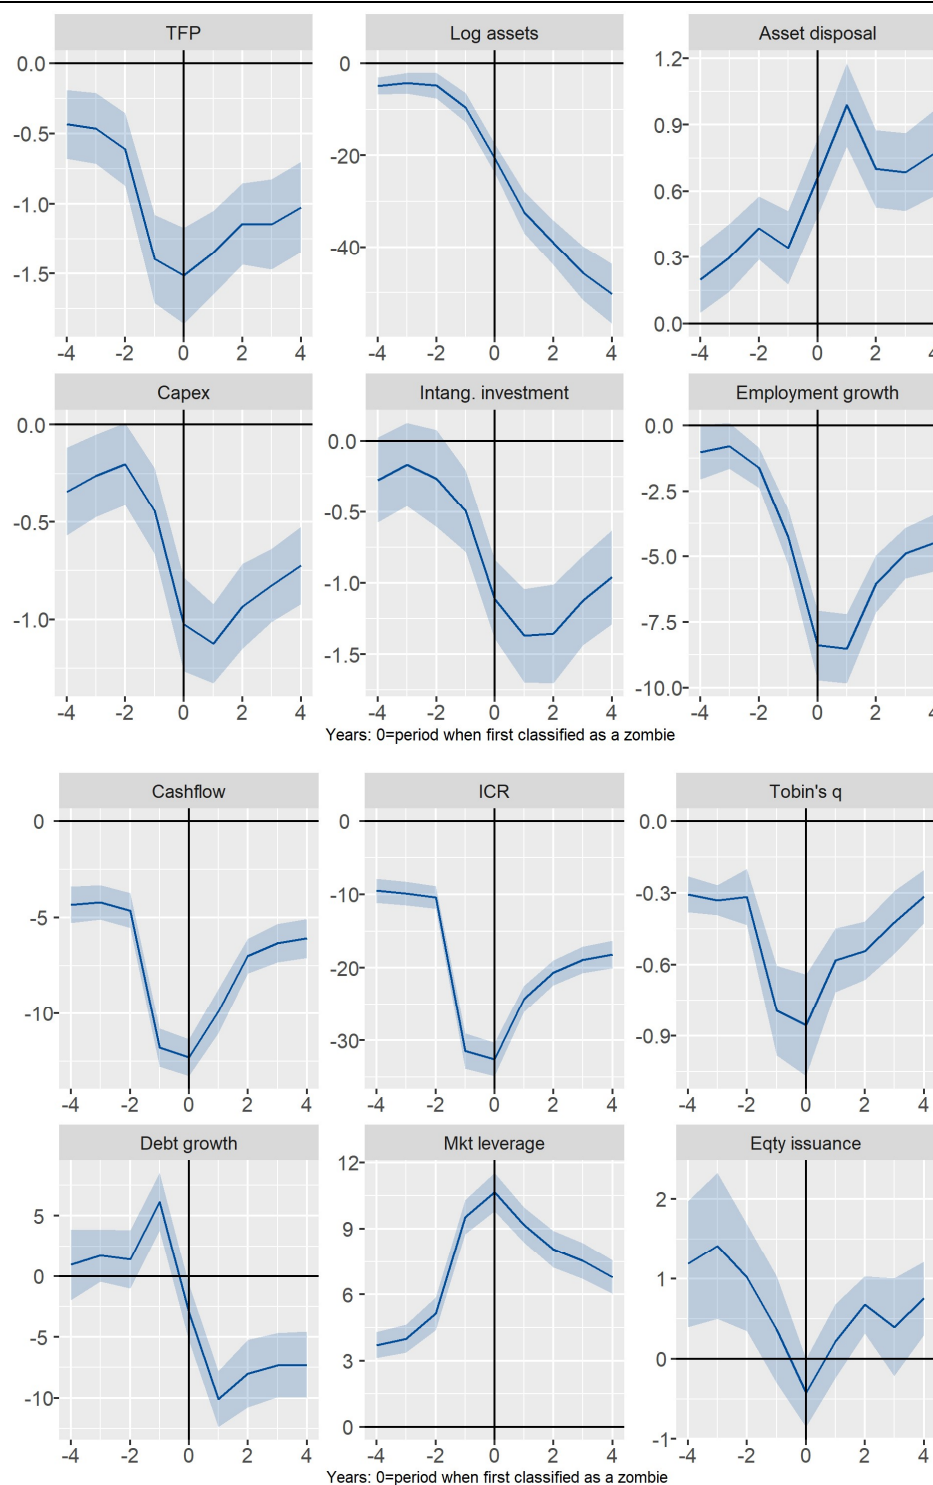 TFP
Log assets
Asset disposal
0.0
-0.5
-1.0
-1.5
0
-20
-40
1.2
0.9
0.6
0.3
0.0
-4 -2 0 2 4
-4 -2 0 2 4
-4 -2 0 2
Capex
Intang. investment
Employment growth
0.0
-0.5
-1.0
0.0
-0.5
-1.0
-1.5
0.0
-2.5
-5.0
-7.5
-10.0
-4 -2 0 2 4
-4 -2 0 2 4
-4 -2 0 2
Years: 0=period when first classified as a zombie
Cashflow
ICR
Tobin's q
0
-5
-10
0
-10
-20
-30
0.0
-0.3
-0.6
-0.9
-4 -2 0 2 4
-4 -2 0 2 4
-4 -2 0 2 4
Debt growth
Mkt leverage
Eqty issuance
5
0
-5
-10
12
9
6
3
0
2
1
0
-1
-4 -2 0 2 4
-4 -2 0 2 4
-4 -2 0 2 4
Years: 0=period when first classified as a zombie